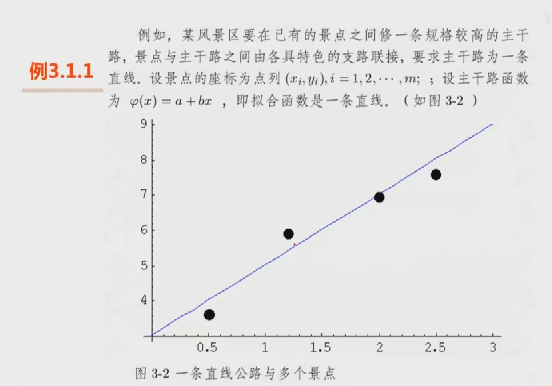 例3.1.1
例如，某风景区要在已有的景点之间修一条规格较高的主干
路，景点与主干路之间由各具特色的支路联接，要求主干路为一条
直线。设景点的座标为点列 (xᵢ, yᵢ), i = 1, 2, ⋯, m; ；设主干路函数
为 φ(x) = a + bx ，即拟合函数是一条直线。（如图 3-2 ）
9
8
7
6
5
4
0.5 1 1.5 2 2.5 3
图 3-2 一条直线公路与多个景点